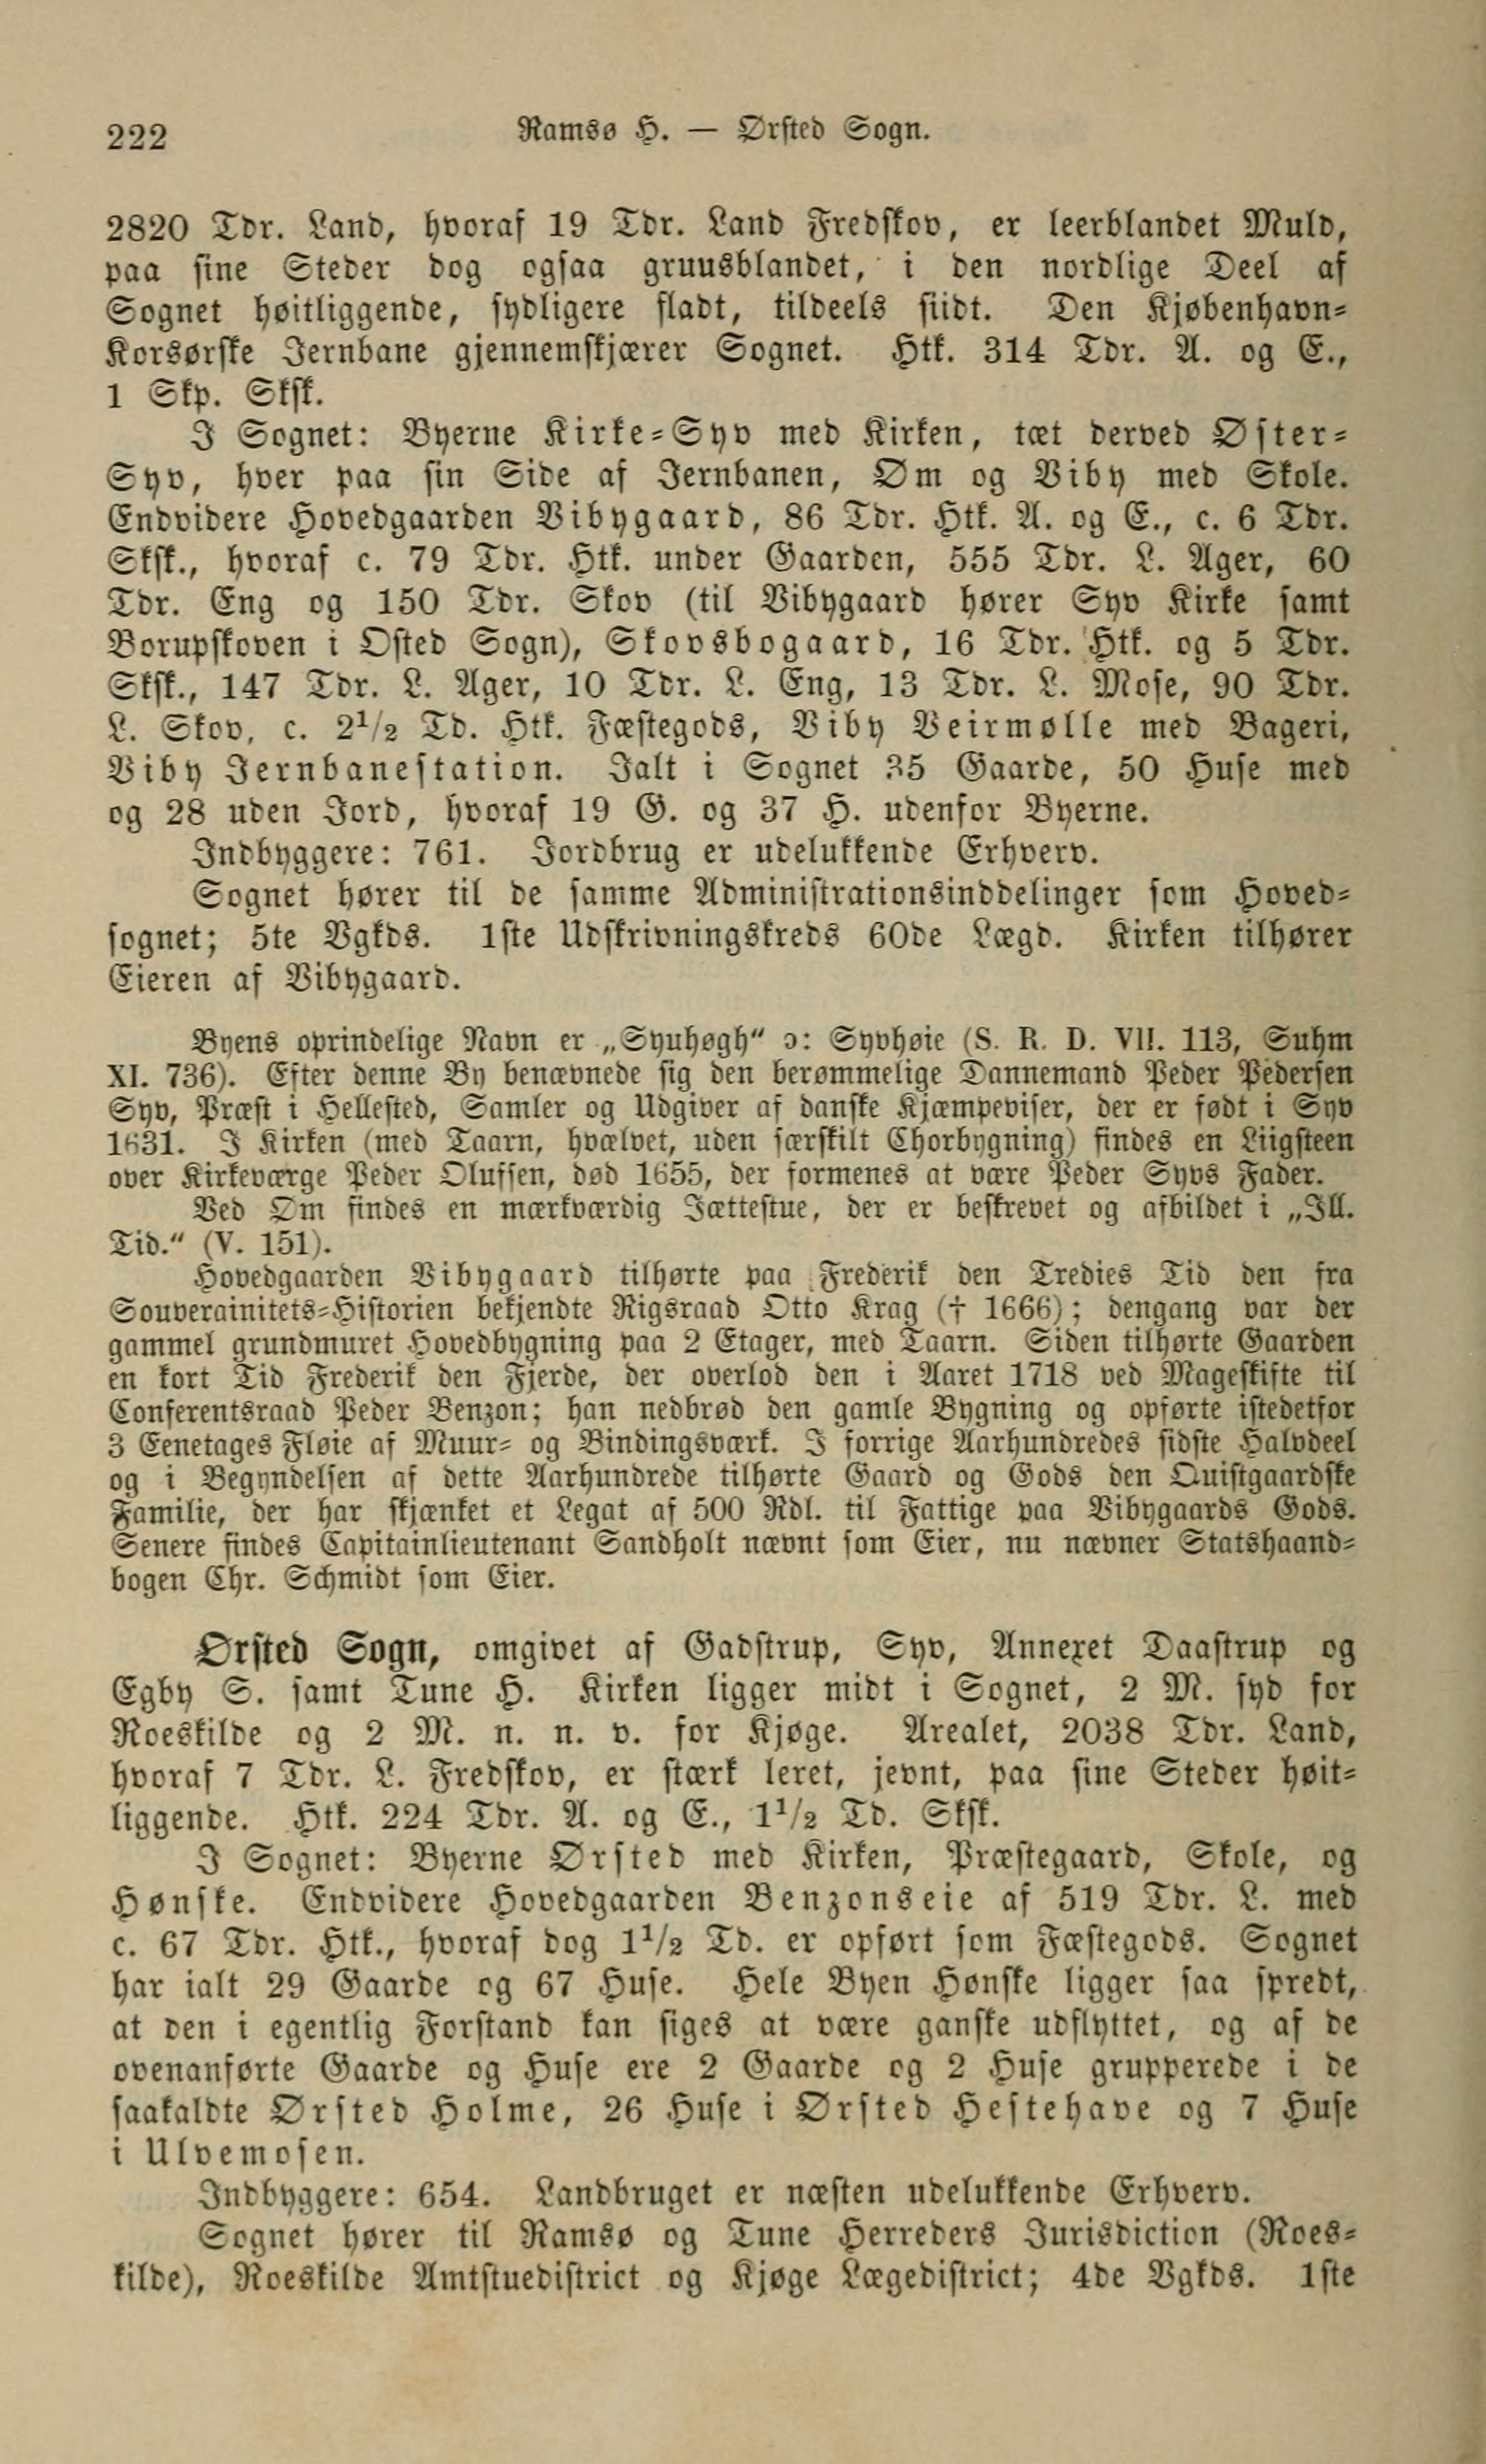 222
Ramsø H. — Ørsted Sogn.
2820 Tdr. Land, hvoraf 19 Tdr. Land Fredskov, er leerblandet Muld,
paa sine Steder dog ogsaa gruusblandet, i den nordlige Deel af
Sognet høitliggende, sydligere fladt, tildeels siidt. Den Kjøbenhavn-
Korsørske Jernbane gjennemskjærer Sognet. Htk. 314 Tdr. A. og E.,
1 Skp. Sksk.
I Sognet: Byerne Kirke-Syv med Kirken, tæt derved Øster-
Syv, hver paa sin Side af Jernbanen, Øm og Viby med Skole.
Endvidere Hovedgaarden Vibygaard, 86 Tdr. Htk. A. og E., c. 6 Tdr.
Sksk., hvoraf c. 79 Tdr. Htk. under Gaarden, 555 Tdr. L. Ager, 60
Tdr. Eng og 150 Tdr. Skov (til Vibygaard hører Syv Kirke samt
Borupskoven i Osted Sogn), Skovsbogaard, 16 Tdr. Htk. og 5 Tdr.
Sksk., 147 Tdr. L. Ager, 10 Tdr. L. Eng, 13 Tdr. L. Mose, 90 Tdr.
L. Skov, c. 2½ Td. Htk. Fæstegods, Viby Veirmølle med Bageri,
Viby Jernbanestation. Ialt i Sognet 35 Gaarde, 50 Huse med
og 28 uden Jord, hvoraf 19 G. og 37 H. udenfor Byerne.
Indbyggere: 761. Jordbrug er udelukkende Erhverv.
Sognet hører til de samme Administrationsinddelinger som Hoved-
sognet; 5te Vgkds. 1ste Udskrivningskreds 60de Lægd. Kirken tilhører
Eieren af Vibygaard.
Byens oprindelige Navn er „Syuhøgh“ ɔ: Syvhøie (S. R. D. VII. 113, Suhm
XI. 736). Efter denne By benævnede sig den berømmelige Dannemand Peder Pedersen
Syv, Præst i Hellested, Samler og Udgiver af danske Kjæmpeviser, der er født i Syv
1631. I Kirken (med Taarn, hvælvet, uden særskilt Chorbygning) findes en Liigsteen
over Kirkeværge Peder Olufsen, død 1655, der formenes at være Peder Syvs Fader.
Ved Øm findes en mærkværdig Jættestue, der er beskrevet og afbildet i „Ill.
Tid.“ (V. 151).
Hovedgaarden Vibygaard tilhørte paa Frederik den Tredies Tid den fra
Souverainitets-Historien bekjendte Rigsraad Otto Krag († 1666); dengang var der
gammel grundmuret Hovedbygning paa 2 Etager, med Taarn. Siden tilhørte Gaarden
en kort Tid Frederik den Fjerde, der overlod den i Aaret 1718 ved Mageskifte til
Conferentsraad Peder Benzon; han nedbrød den gamle Bygning og opførte istedetfor
3 Eenetages Fløie af Muur- og Bindingsværk. I forrige Aarhundredes sidste Halvdeel
og i Begyndelsen af dette Aarhundrede tilhørte Gaard og Gods den Quistgaardske
Familie, der har skjænket et Legat af 500 Rdl. til Fattige paa Vibygaards Gods.
Senere findes Capitainlieutenant Sandholt nævnt som Eier, nu nævner Statshaand-
bogen Chr. Schmidt som Eier.
Ørsted Sogn, omgivet af Gadstrup, Syv, Annexet Daastrup og
Egby S. samt Tune H. Kirken ligger midt i Sognet, 2 M. syd for
Roeskilde og 2 M. n. n. v. for Kjøge. Arealet, 2038 Tdr. Land,
hvoraf 7 Tdr. L. Fredskov, er stærk leret, jevnt, paa sine Steder høit-
liggende. Htk. 224 Tdr. A. og E., 1½ Td. Sksk.
I Sognet: Byerne Ørsted med Kirken, Præstegaard, Skole, og
Hønske. Endvidere Hovedgaarden Benzonseie af 519 Tdr. L. med
c. 67 Tdr. Htk., hvoraf dog 1½ Td. er opført som Fæstegods. Sognet
har ialt 29 Gaarde og 67 Huse. Hele Byen Hønske ligger saa spredt,
at den i egentlig Forstand kan siges at være ganske udflyttet, og af de
ovenanførte Gaarde og Huse ere 2 Gaarde og 2 Huse grupperede i de
saakaldte Ørsted Holme, 26 Huse i Ørsted Hestehave og 7 Huse
i Ulvemosen.
Indbyggere: 654. Landbruget er næsten udelukkende Erhverv.
Sognet hører til Ramsø og Tune Herreders Jurisdiction (Roes-
kilde), Roeskilde Amtstuedistrict og Kjøge Lægedistrict; 4de Vgkds. 1ste